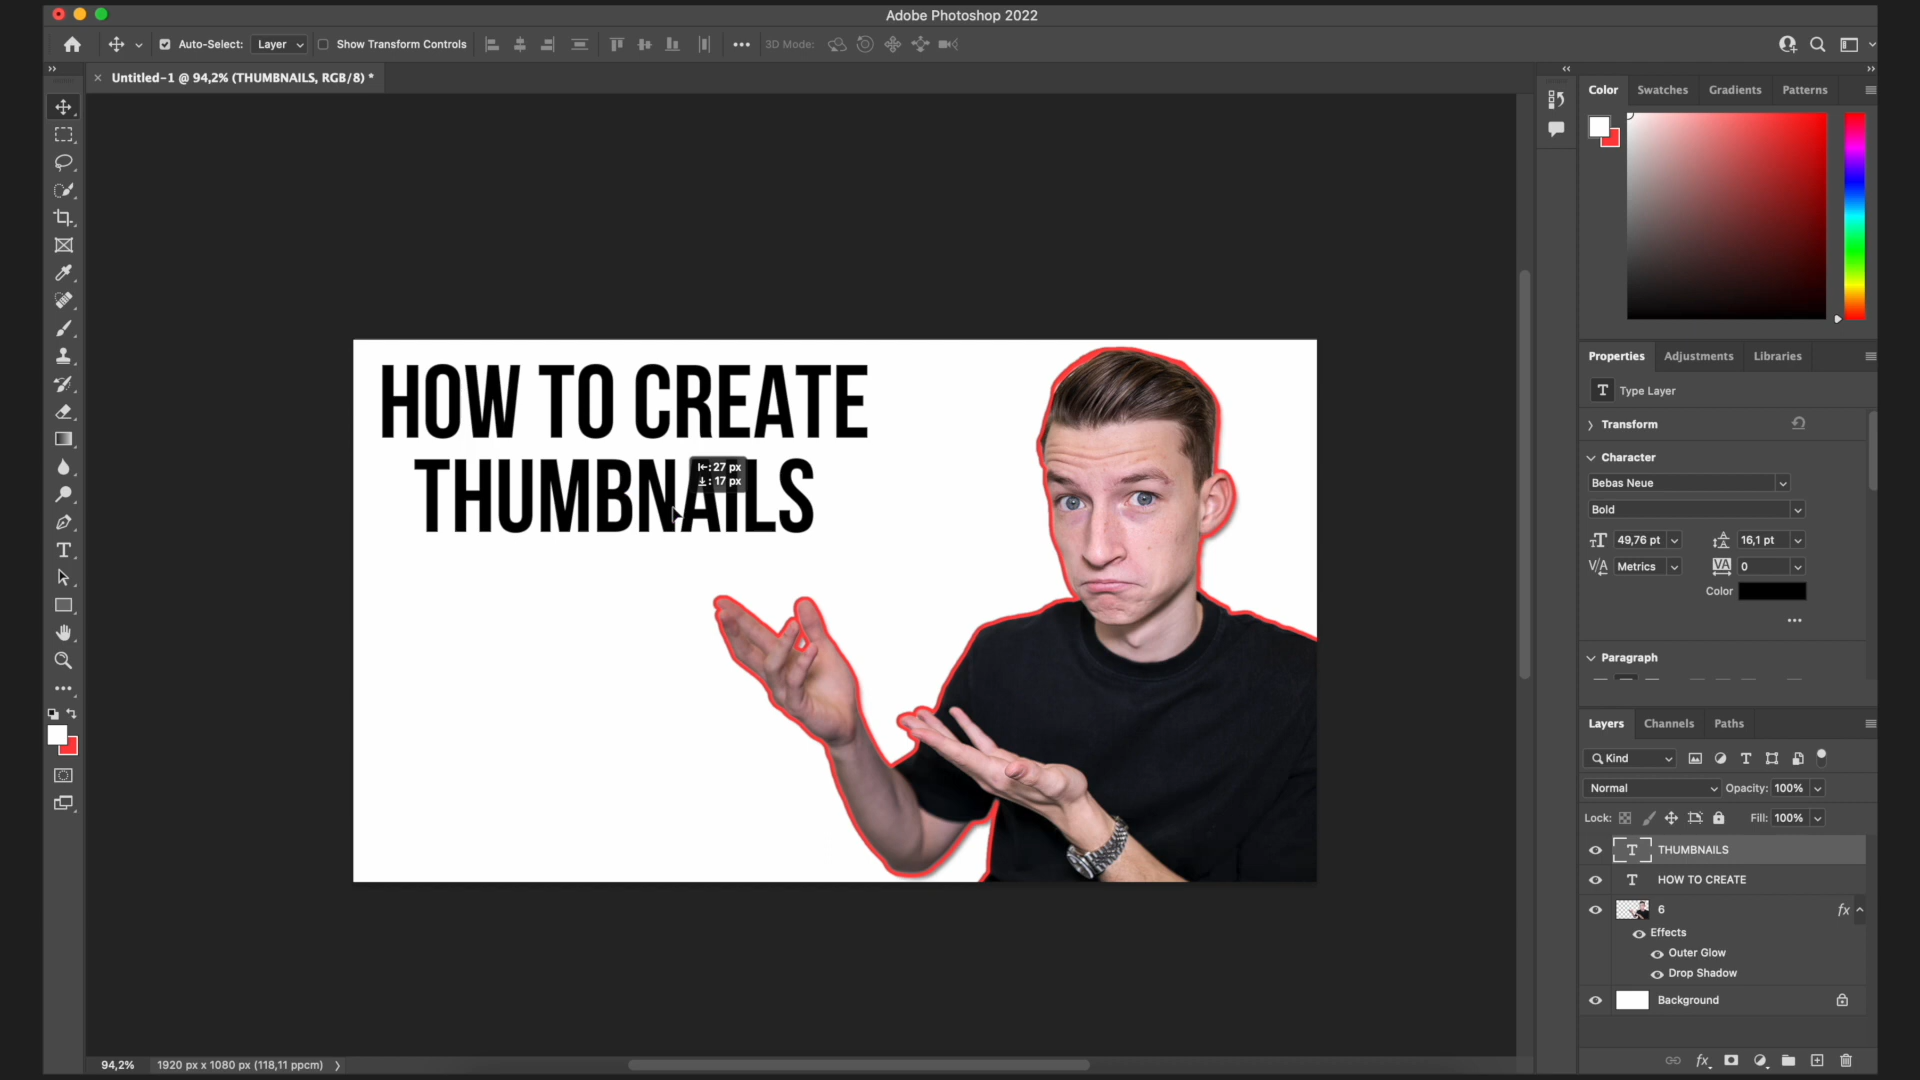 Adobe Photoshop 2022
Auto-Select: Layer Show Transform Controls 3D Mode:
Untitled-1 @ 94,2% (THUMBNAILS, RGB/8) *
Color Swatches Gradients Patterns
Properties Adjustments Libraries
T Type Layer
Transform
Character
Bebas Neue
Bold
49,76 pt 16,1 pt
Metrics 0
Color
Paragraph
HOW TO CREATE
THUMBNAILS
27 px
17 px
Layers Channels Paths
Kind
Normal Opacity: 100%
Lock: Fill: 100%
T THUMBNAILS
T HOW TO CREATE
6 fx
Effects
Outer Glow
Drop Shadow
Background
94,2% 1920 px x 1080 px (118,11 ppcm)
fx